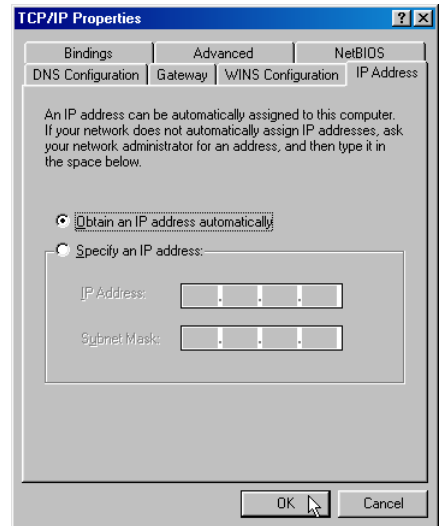 TCP/IP Properties
? X
Bindings Advanced NetBIOS
DNS Configuration Gateway WINS Configuration IP Address
An IP address can be automatically assigned to this computer.
If your network does not automatically assign IP addresses, ask
your network administrator for an address, and then type it in
the space below.
Obtain an IP address automatically
Specify an IP address:
IP Address:
. . .
Subnet Mask:
. . .
OK Cancel